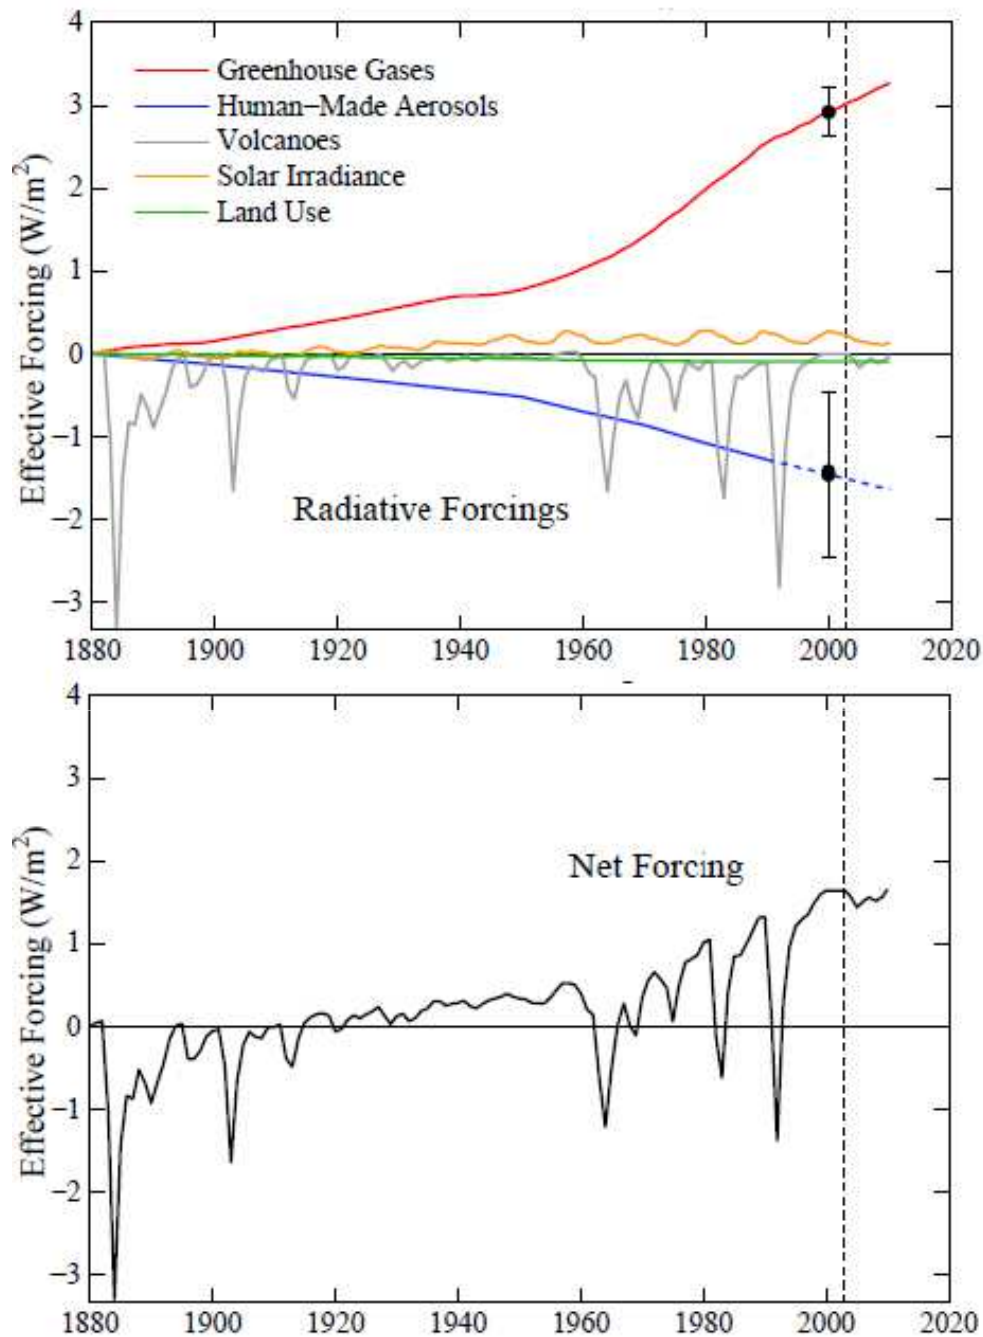 4
3
2
1
0
−1
−2
−3
Effective Forcing (W/m2)
Greenhouse Gases
Human−Made Aerosols
Volcanoes
Solar Irradiance
Land Use
Radiative Forcings
1880 1900 1920 1940 1960 1980 2000 2020
4
3
2
1
0
−1
−2
−3
Effective Forcing (W/m2)
Net Forcing
1880 1900 1920 1940 1960 1980 2000 2020